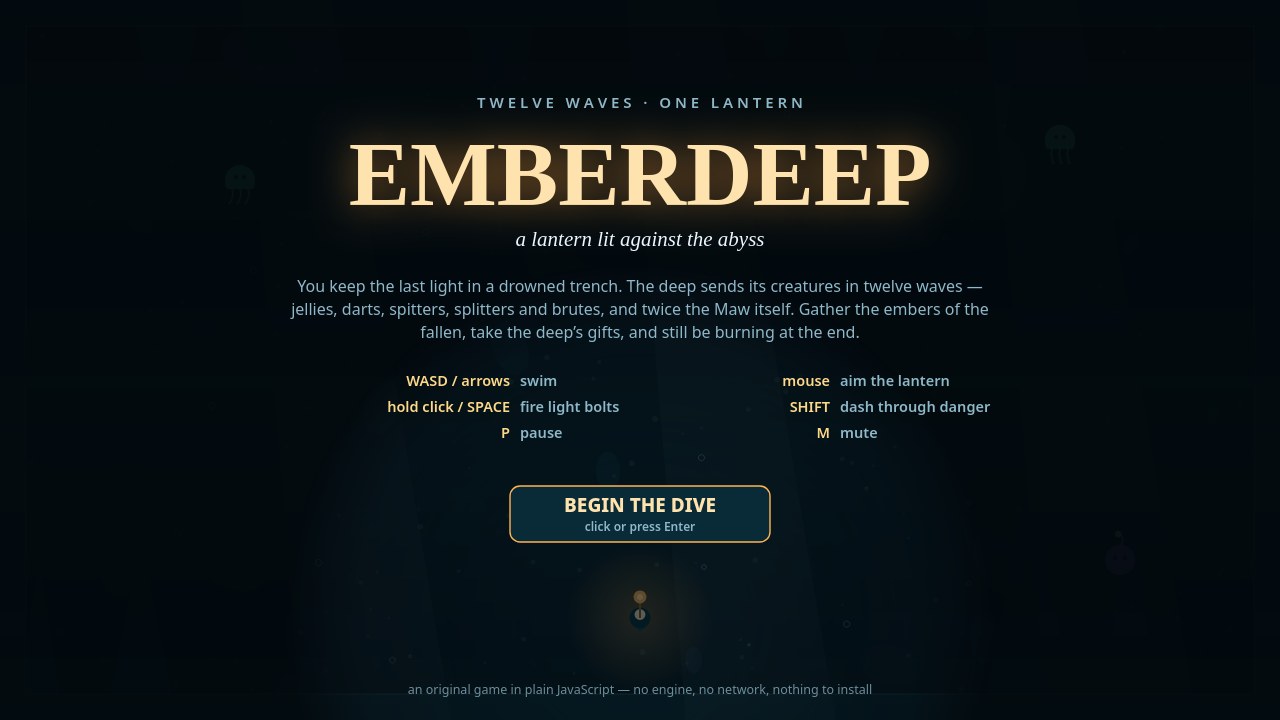 TWELVE WAVES · ONE LANTERN
EMBERDEEP
a lantern lit against the abyss
You keep the last light in a drowned trench. The deep sends its creatures in twelve waves —
jellies, darts, spitters, splitters and brutes, and twice the Maw itself. Gather the embers of the
fallen, take the deep’s gifts, and still be burning at the end.
WASD / arrows swim mouse aim the lantern
hold click / SPACE fire light bolts SHIFT dash through danger
P pause M mute
BEGIN THE DIVE
click or press Enter
an original game in plain JavaScript — no engine, no network, nothing to install